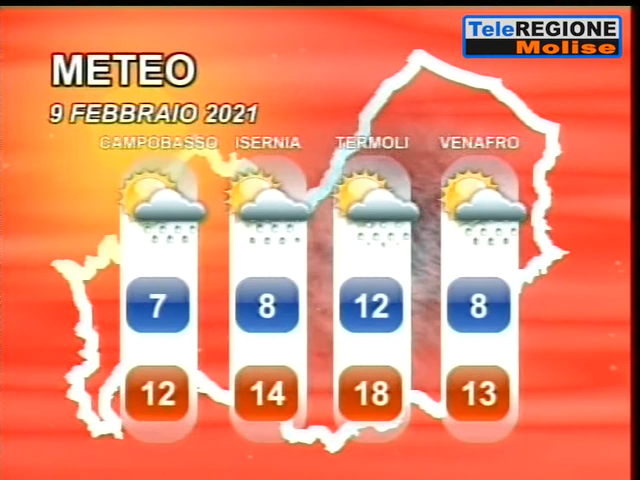 TeleREGIONE
Molise
METEO
9 FEBBRAIO 2021
CAMPOBASSO ISERNIA TERMOLI VENAFRO
7 8 12 8
12 14 18 13